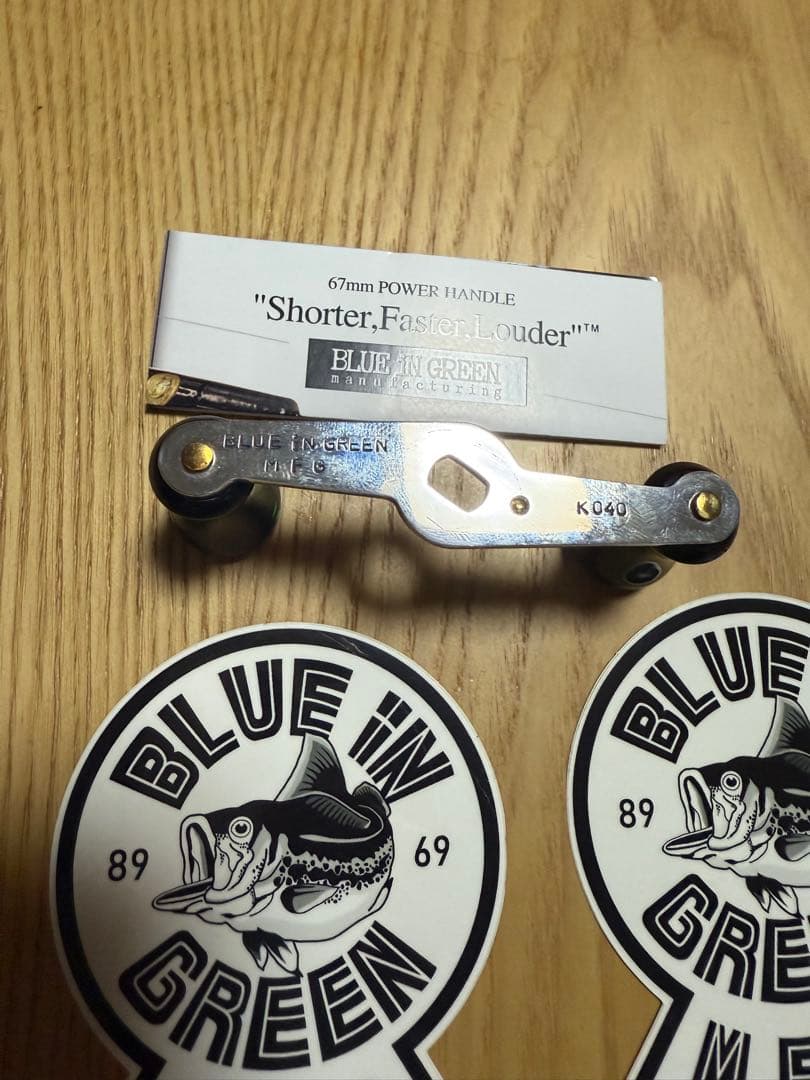 67mm POWER HANDLE
"Shorter,Faster,Louder"™
BLUE iN GREEN
manufacturing
BLUE iN GREEN
M F G
K040
BLUE iN
89 69
GREEN
BLUE
89
GRE
M F